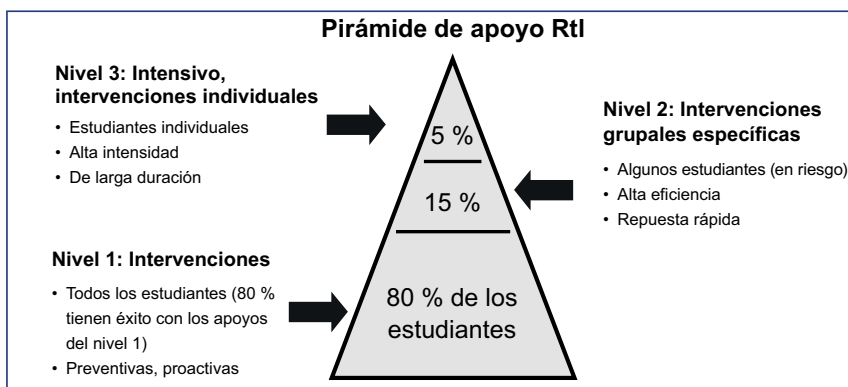 Pirámide de apoyo RtI
Nivel 3: Intensivo,
intervenciones individuales
• Estudiantes individuales
• Alta intensidad
• De larga duración
Nivel 2: Intervenciones
grupales específicas
• Algunos estudiantes (en riesgo)
• Alta eficiencia
• Repuesta rápida
Nivel 1: Intervenciones
• Todos los estudiantes (80 %
tienen éxito con los apoyos
del nivel 1)
• Preventivas, proactivas
5 %
15 %
80 % de los
estudiantes